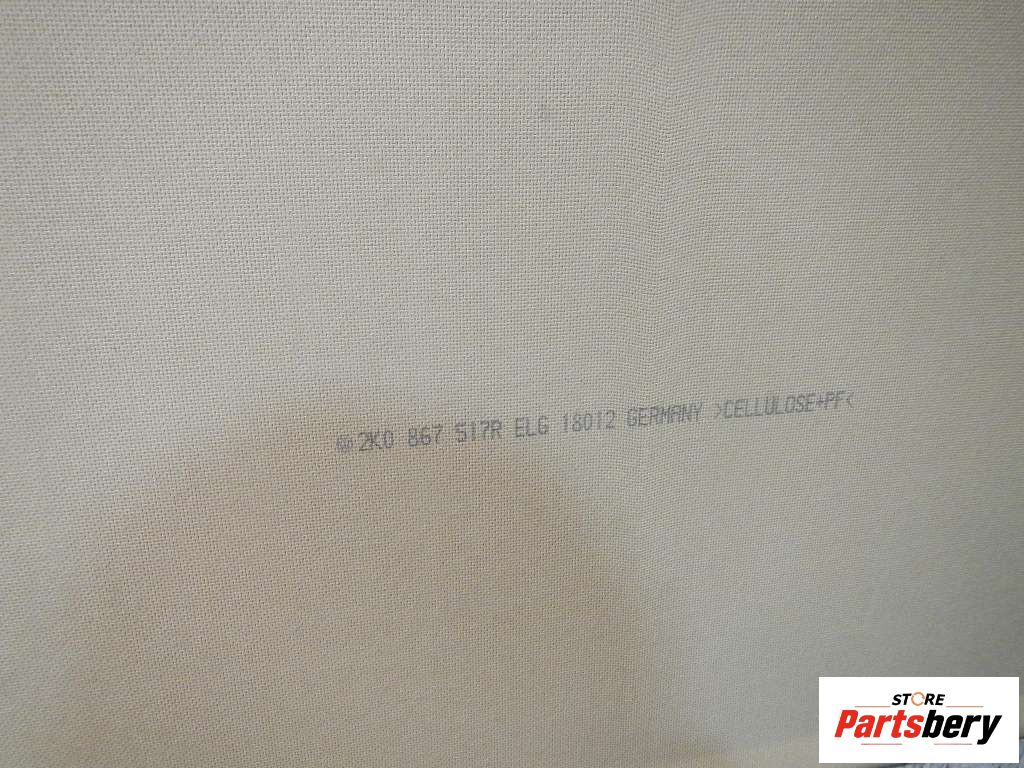 2K0 867 517R ELG 18012 GERMANY >CELLULOSE+PF<
STORE
Partsbery